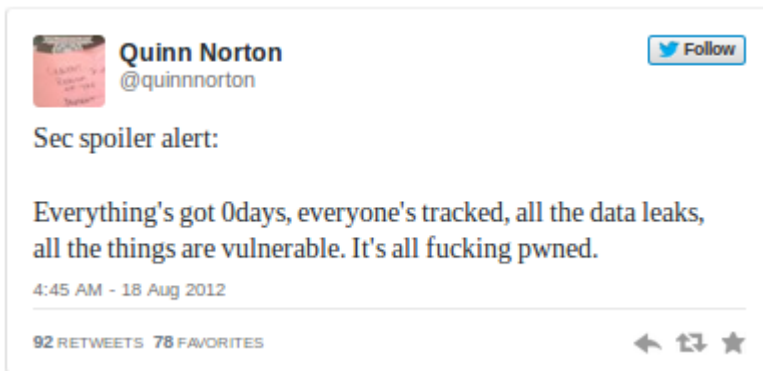 Quinn Norton
Follow
@quinnnorton
Sec spoiler alert:
Everything's got 0days, everyone's tracked, all the data leaks,
all the things are vulnerable. It's all fucking pwned.
4:45 AM - 18 Aug 2012
92 RETWEETS 78 FAVORITES